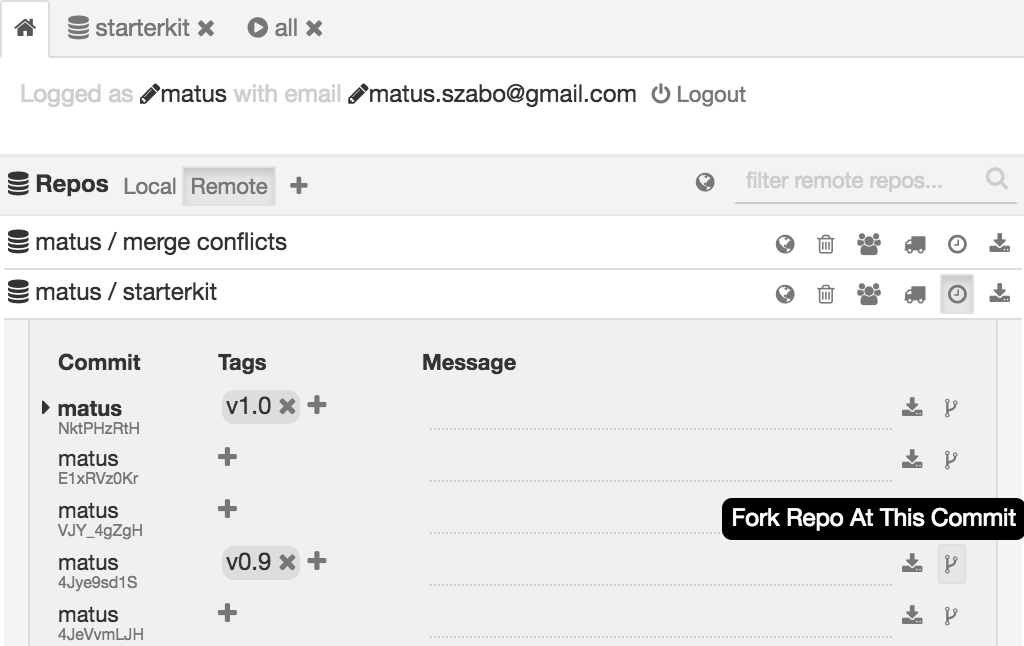 starterkit all
Logged as matus with email matus.szabo@gmail.com Logout
Repos Local Remote filter remote repos...
matus / merge conflicts
matus / starterkit
Commit Tags Message
matus v1.0
NktPHzRtH
matus
E1xRVz0Kr
matus
VJY_4gZgH
Fork Repo At This Commit
matus v0.9
4Jye9sd1S
matus
4JeVvmLJH